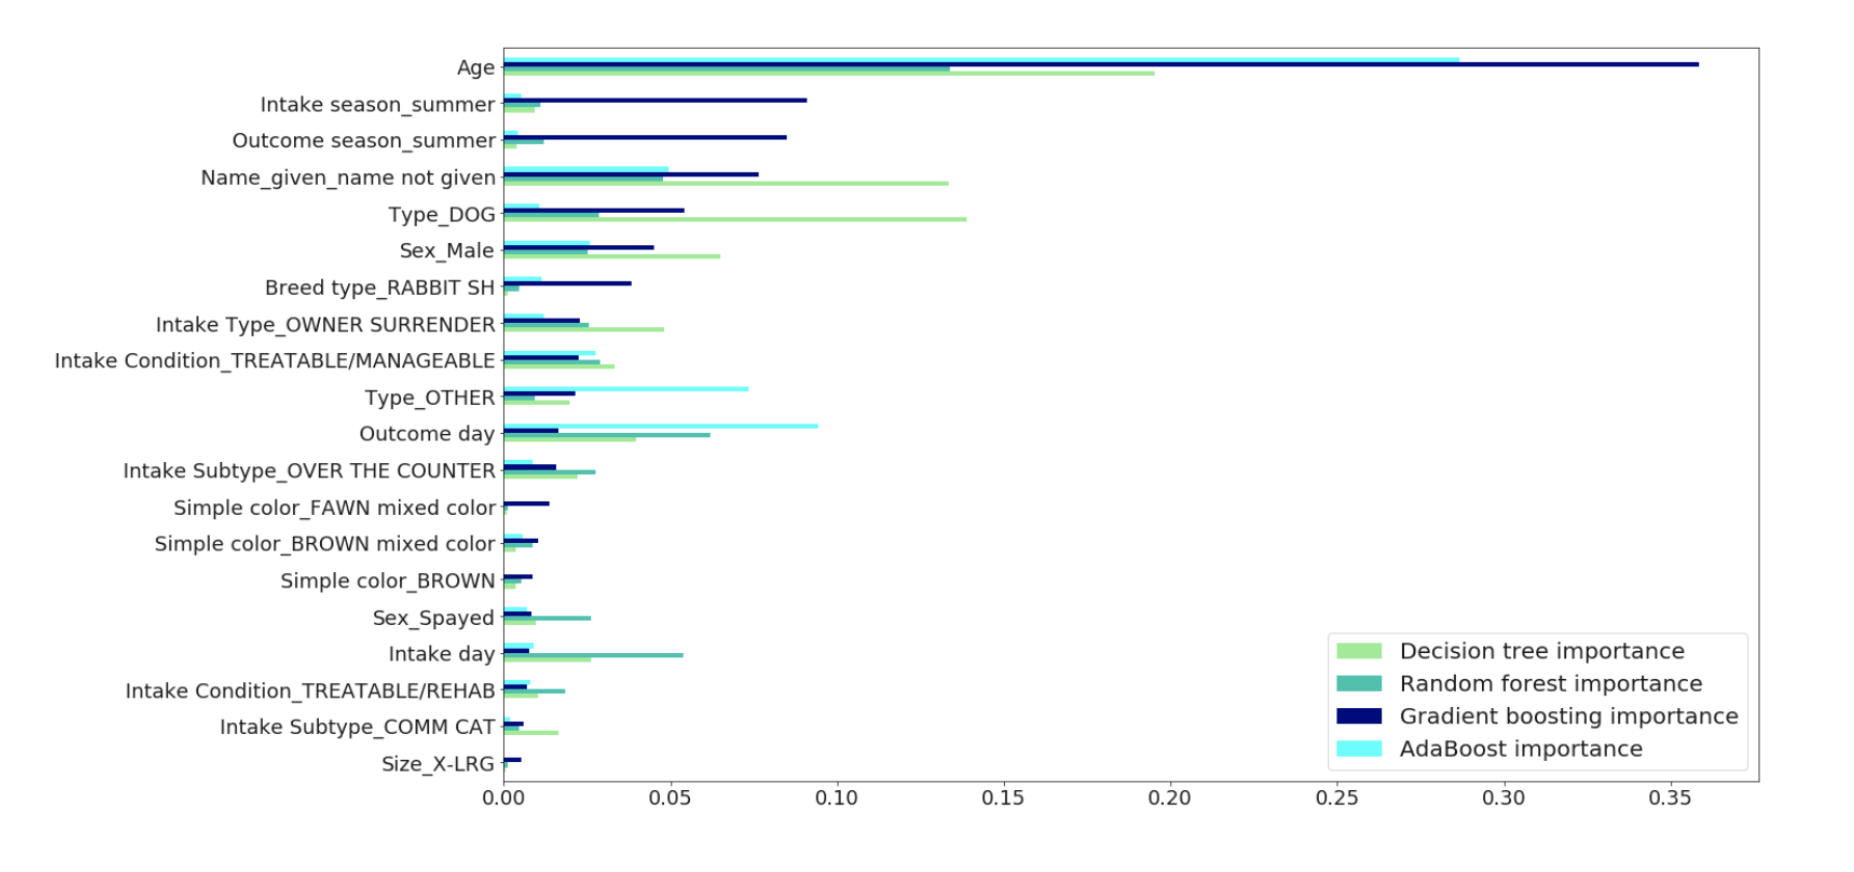 Age
Intake season_summer
Outcome season_summer
Name_given_name not given
Type_DOG
Sex_Male
Breed type_RABBIT SH
Intake Type_OWNER SURRENDER
Intake Condition_TREATABLE/MANAGEABLE
Type_OTHER
Outcome day
Intake Subtype_OVER THE COUNTER
Simple color_FAWN mixed color
Simple color_BROWN mixed color
Simple color_BROWN
Sex_Spayed
Intake day
Intake Condition_TREATABLE/REHAB
Intake Subtype_COMM CAT
Size_X-LRG
Decision tree importance
Random forest importance
Gradient boosting importance
AdaBoost importance
0.00 0.05 0.10 0.15 0.20 0.25 0.30 0.35